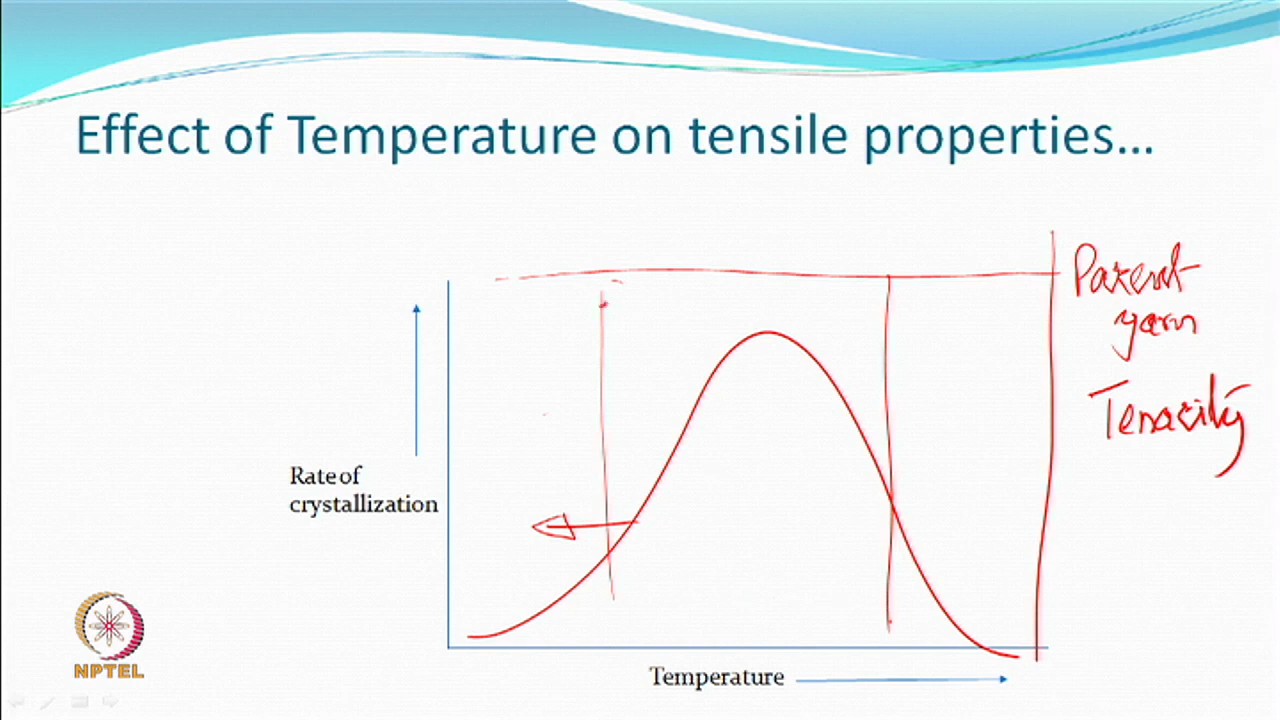 Effect of Temperature on tensile properties...
Parent
yarn
Tenacity
Rate of
crystallization
Temperature
NPTEL